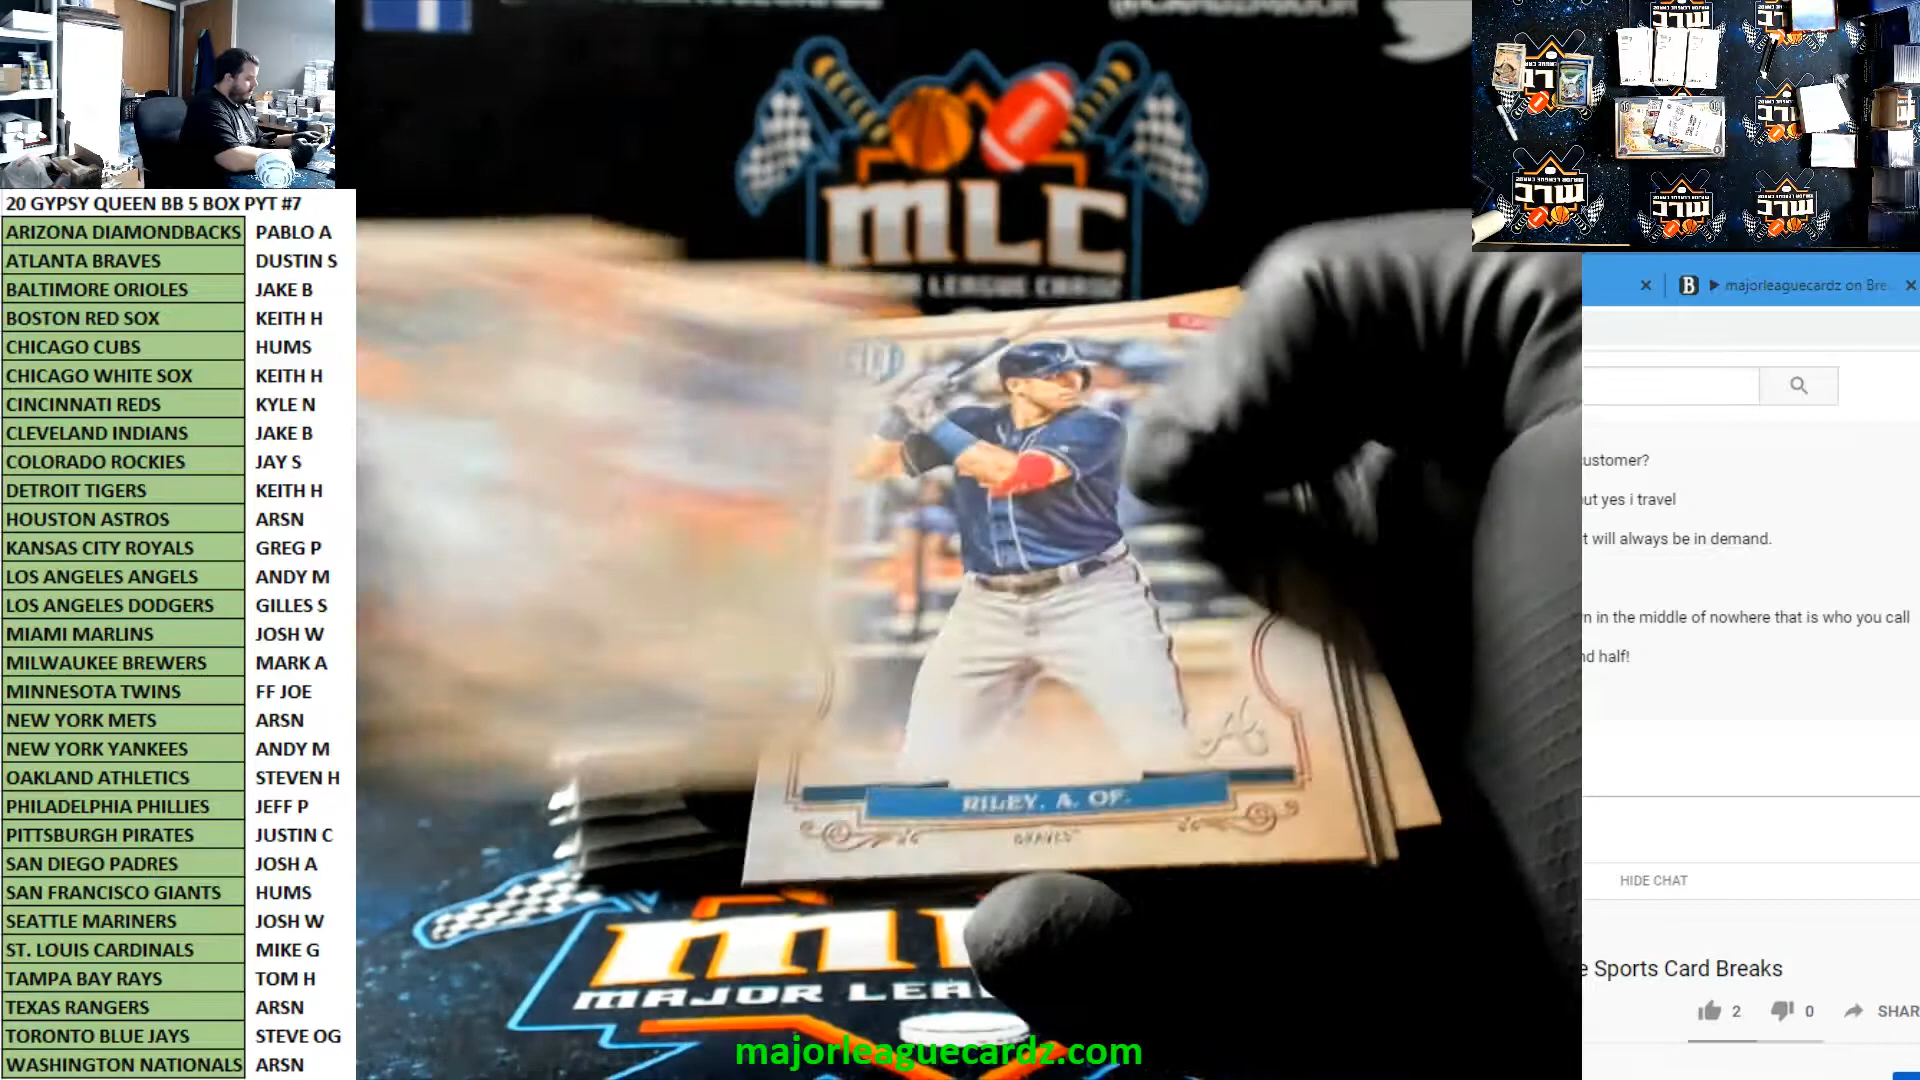 20 GYPSY QUEEN BB 5 BOX PYT #7
ARIZONA DIAMONDBACKS PABLO A
ATLANTA BRAVES DUSTIN S
BALTIMORE ORIOLES JAKE B
BOSTON RED SOX KEITH H
CHICAGO CUBS HUMS
CHICAGO WHITE SOX KEITH H
CINCINNATI REDS KYLE N
CLEVELAND INDIANS JAKE B
COLORADO ROCKIES JAY S
DETROIT TIGERS KEITH H
HOUSTON ASTROS ARSN
KANSAS CITY ROYALS GREG P
LOS ANGELES ANGELS ANDY M
LOS ANGELES DODGERS GILLES S
MIAMI MARLINS JOSH W
MILWAUKEE BREWERS MARK A
MINNESOTA TWINS FF JOE
NEW YORK METS ARSN
NEW YORK YANKEES ANDY M
OAKLAND ATHLETICS STEVEN H
PHILADELPHIA PHILLIES JEFF P
PITTSBURGH PIRATES JUSTIN C
SAN DIEGO PADRES JOSH A
SAN FRANCISCO GIANTS HUMS
SEATTLE MARINERS JOSH W
ST. LOUIS CARDINALS MIKE G
TAMPA BAY RAYS TOM H
TEXAS RANGERS ARSN
TORONTO BLUE JAYS STEVE OG
WASHINGTON NATIONALS ARSN
MLC
LEAGUE CARDZ
GQ
RILEY, A. OF.
BRAVES
MAJOR LEA
majorleaguecardz.com
B majorleaguecardz on Bre
ustomer?
ut yes i travel
t will always be in demand.
n in the middle of nowhere that is who you call
nd half!
HIDE CHAT
e Sports Card Breaks
2 0 SHAR